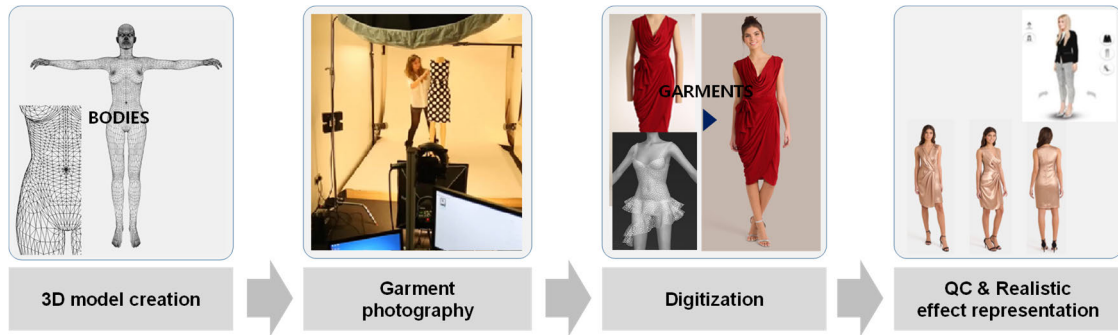 BODIES
GARMENTS
3D model creation
Garment
photography
Digitization
QC & Realistic
effect representation